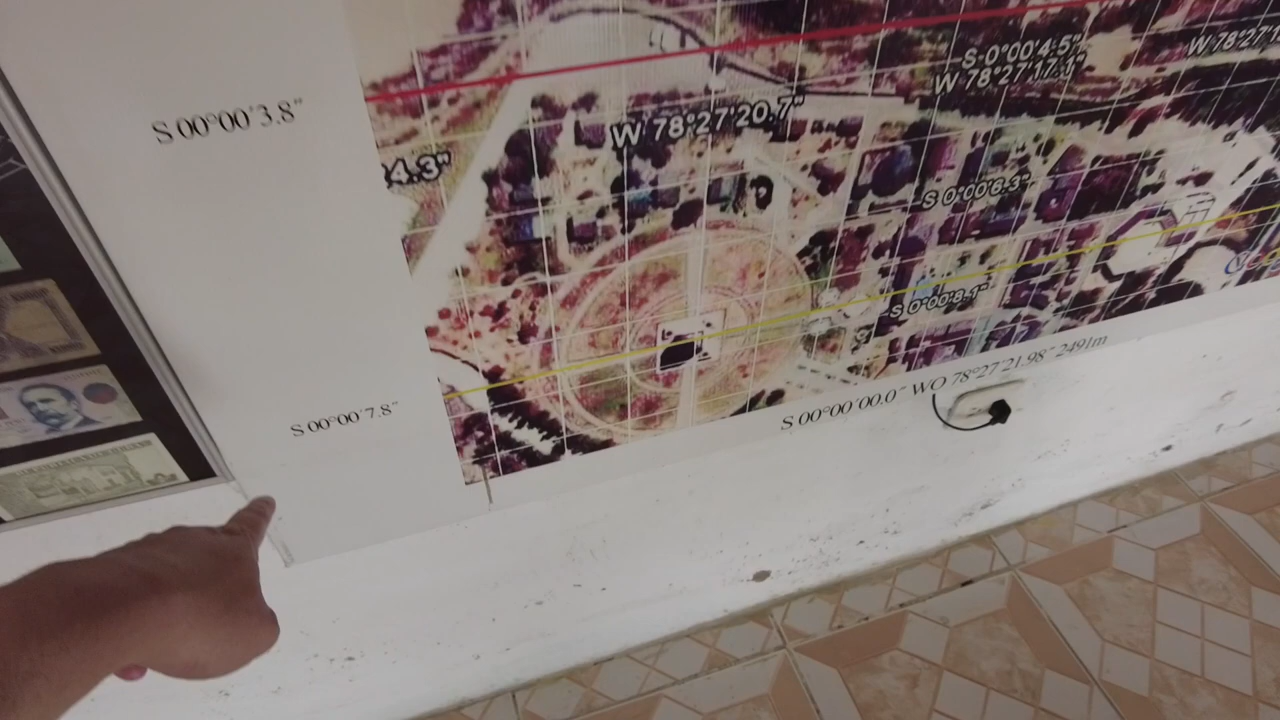 S 00°00´3.8"
4.3"
W 78°27'20.7"
S 0°00'4.5"
W 78°27'17.1"
W 78°27'1
S 0°00'6.3"
S 0°00'8.1"
S 00°00´7.8"
S 00°00´00.0" WO 78°27´21.98" 2491m